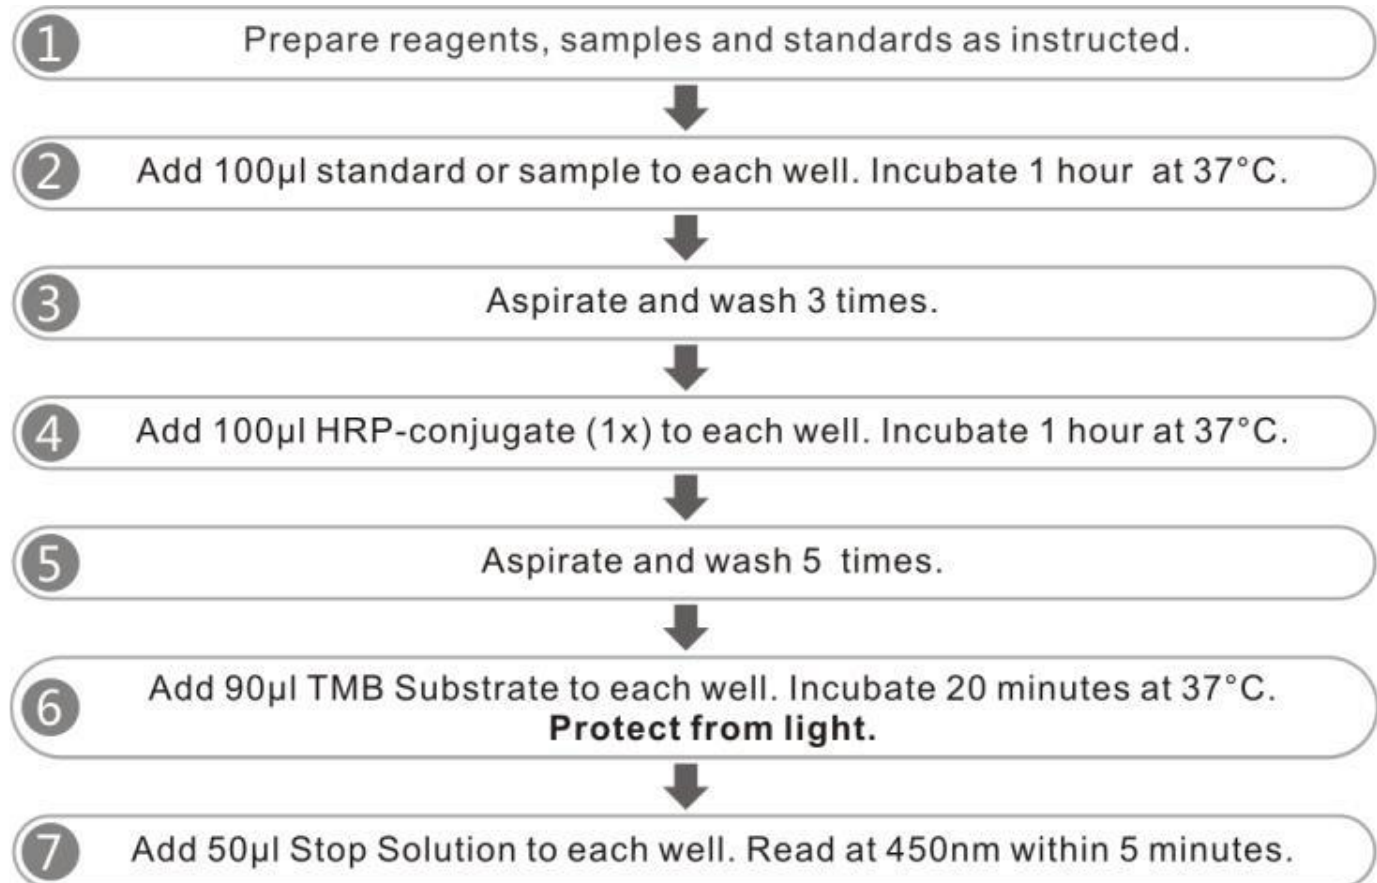 1 Prepare reagents, samples and standards as instructed.
2 Add 100μl standard or sample to each well. Incubate 1 hour at 37°C.
3 Aspirate and wash 3 times.
4 Add 100μl HRP-conjugate (1x) to each well. Incubate 1 hour at 37°C.
5 Aspirate and wash 5 times.
6 Add 90μl TMB Substrate to each well. Incubate 20 minutes at 37°C.
Protect from light.
7 Add 50μl Stop Solution to each well. Read at 450nm within 5 minutes.